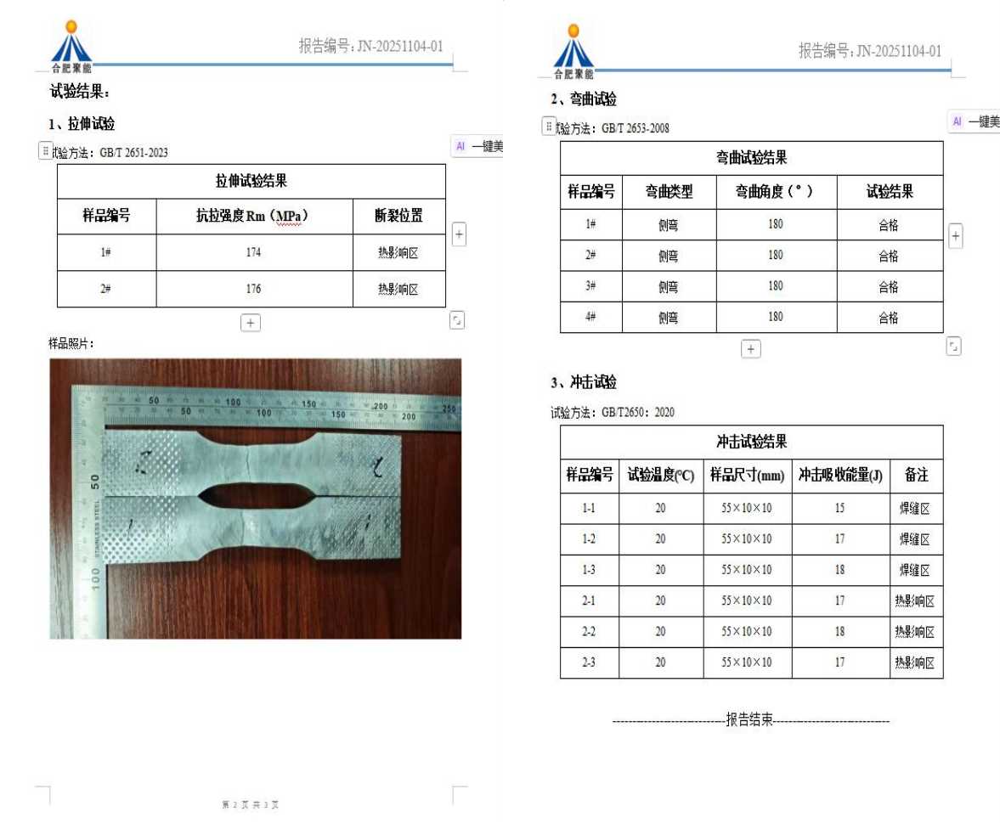 合肥聚能
报告编号：JN-20251104-01
试验结果：
1、拉伸试验
试验方法：GB/T 2651-2023
AI 一键美
拉伸试验结果
样品编号 抗拉强度 Rm（MPa） 断裂位置
1# 174 热影响区
2# 176 热影响区
样品照片：
50 100 150 200 250
50 100 150 200
50
STAINLESS STEEL
100
第 2 页 共 3 页
合肥聚能
报告编号：JN-20251104-01
2、弯曲试验
AI 一键美
试验方法：GB/T 2653-2008
弯曲试验结果
样品编号 弯曲类型 弯曲角度（°） 试验结果
1# 侧弯 180 合格
2# 侧弯 180 合格
3# 侧弯 180 合格
4# 侧弯 180 合格
3、冲击试验
试验方法：GB/T2650：2020
冲击试验结果
样品编号 试验温度(℃) 样品尺寸(mm) 冲击吸收能量(J) 备注
1-1 20 55×10×10 15 焊缝区
1-2 20 55×10×10 17 焊缝区
1-3 20 55×10×10 18 焊缝区
2-1 20 55×10×10 17 热影响区
2-2 20 55×10×10 18 热影响区
2-3 20 55×10×10 17 热影响区
-----------------------------报告结束------------------------------